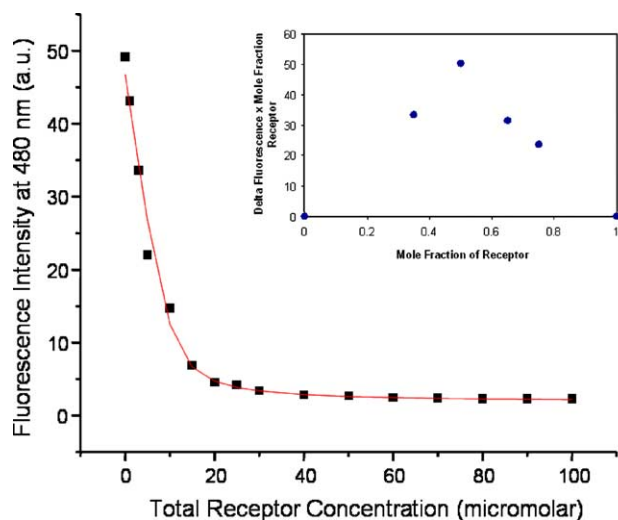 Fluorescence Intensity at 480 nm (a.u.)
50
40
30
20
10
0
0 20 40 60 80 100
Total Receptor Concentration (micromolar)
Delta Fluorescence x Mole Fraction
Receptor
60
50
40
30
20
10
0
0 0.2 0.4 0.6 0.8 1
Mole Fraction of Receptor